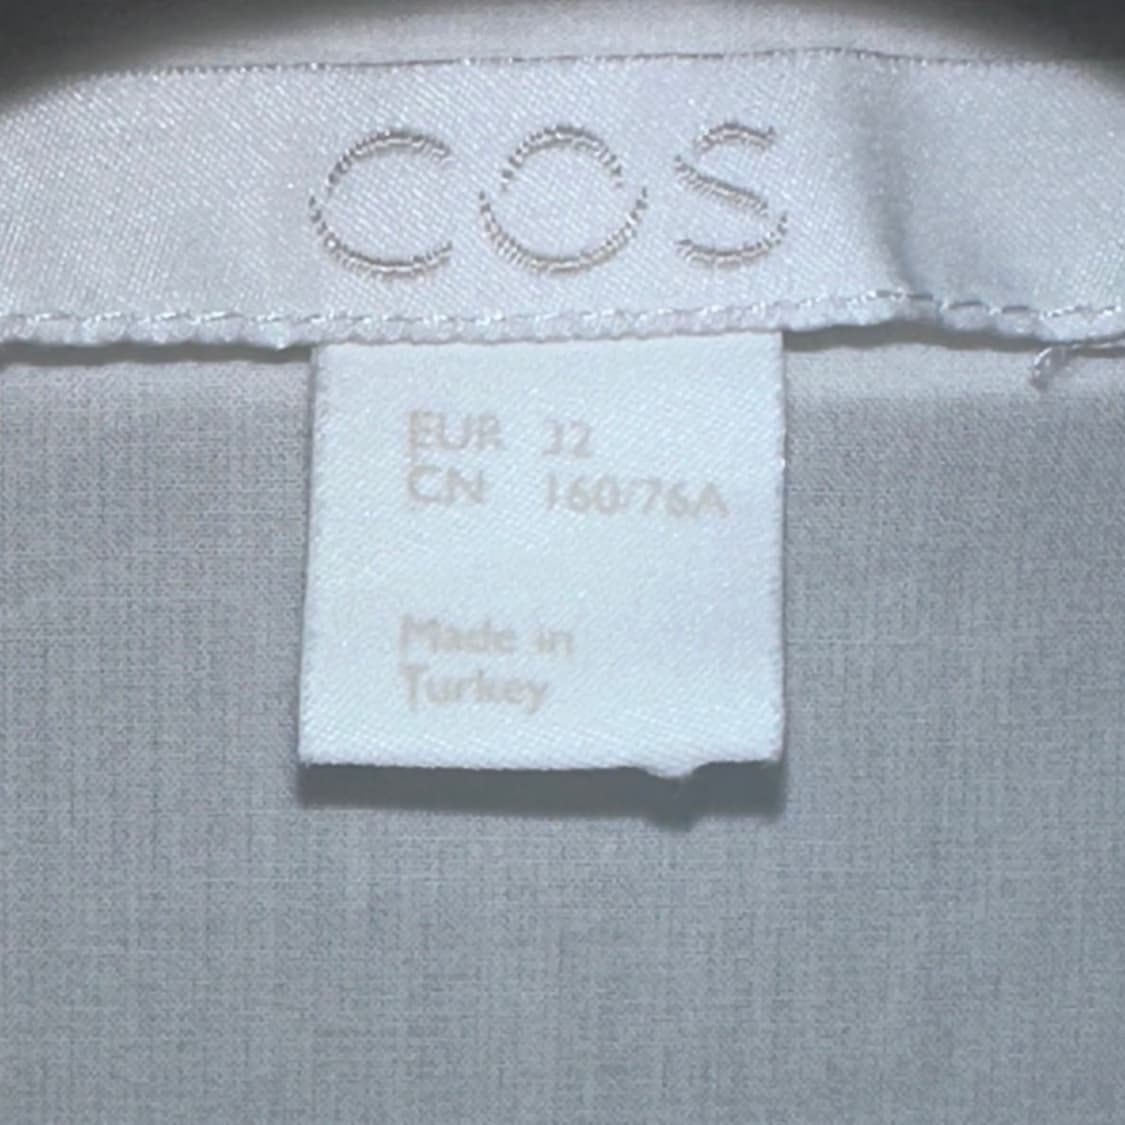 COS
EUR 32
CN 160/76A
Made in
Turkey